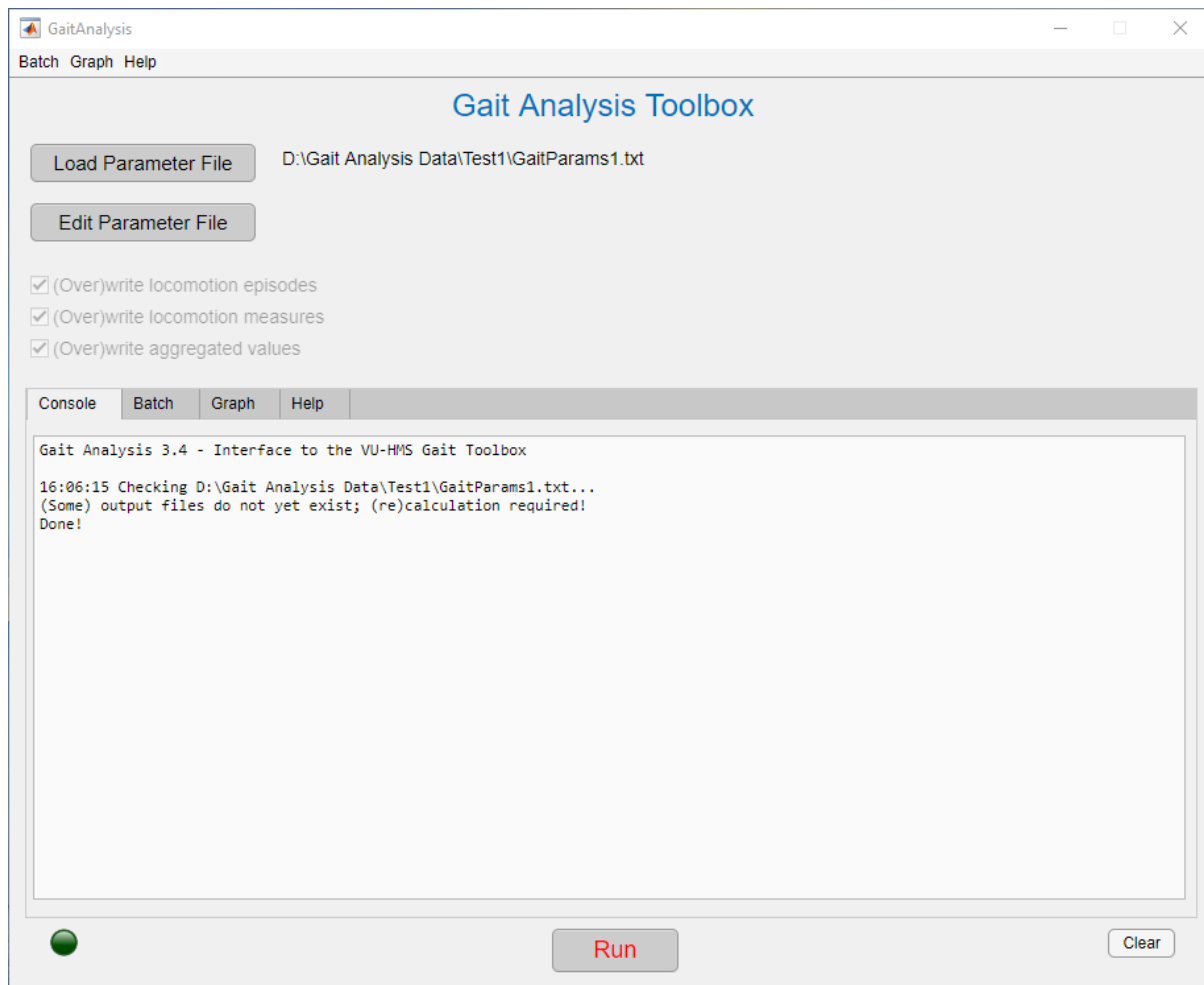 GaitAnalysis
Batch Graph Help
Gait Analysis Toolbox
Load Parameter File
D:\Gait Analysis Data\Test1\GaitParams1.txt
Edit Parameter File
(Over)write locomotion episodes
(Over)write locomotion measures
(Over)write aggregated values
Console Batch Graph Help
Gait Analysis 3.4 - Interface to the VU-HMS Gait Toolbox
16:06:15 Checking D:\Gait Analysis Data\Test1\GaitParams1.txt...
(Some) output files do not yet exist; (re)calculation required!
Done!
Run
Clear